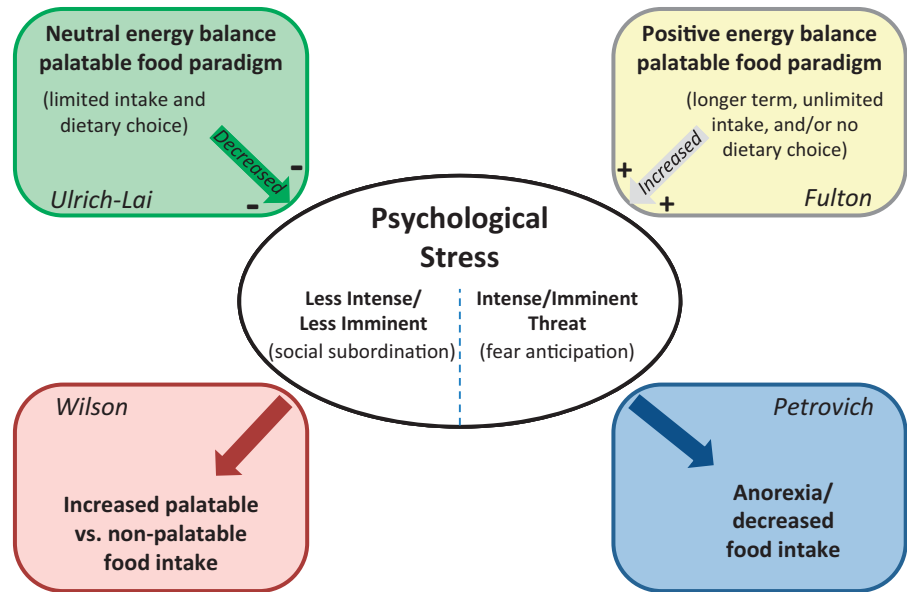 Neutral energy balance
palatable food paradigm
(limited intake and
dietary choice)
Decreased
-
-
Ulrich-Lai
Positive energy balance
palatable food paradigm
(longer term, unlimited
intake, and/or no
dietary choice)
+
Increased
+
Fulton
Psychological
Stress
Less Intense/
Less Imminent
(social subordination)
Intense/Imminent
Threat
(fear anticipation)
Wilson
Increased palatable
vs. non-palatable
food intake
Petrovich
Anorexia/
decreased
food intake